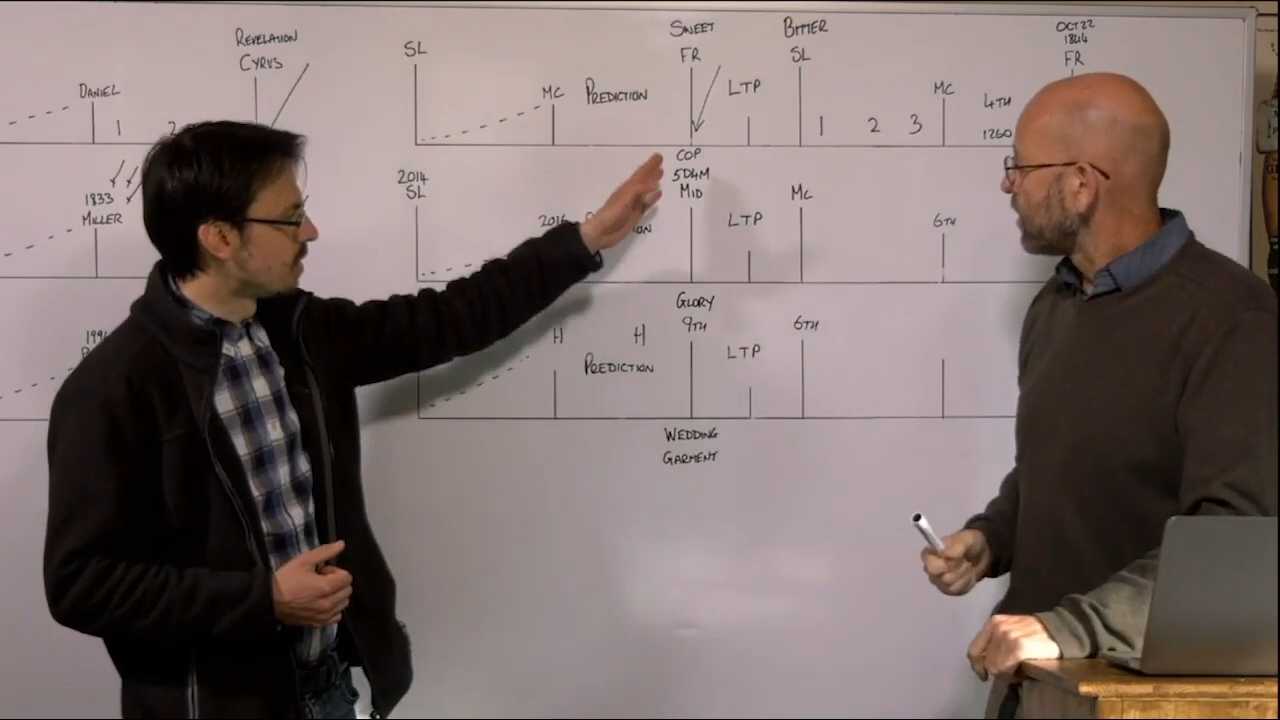 REVELATION
CYRUS
DANIEL
1
2
SL
MC
PREDICTION
SWEET
FR
LTP
BITTER
SL
1
2
3
MC
OCT 22
1844
FR
4TH
1260
1833
MILLER
2014
SL
COP
5D4M
MID
LTP
MC
6TH
H
H
PREDICTION
GLORY
9TH
LTP
6TH
WEDDING
GARMENT